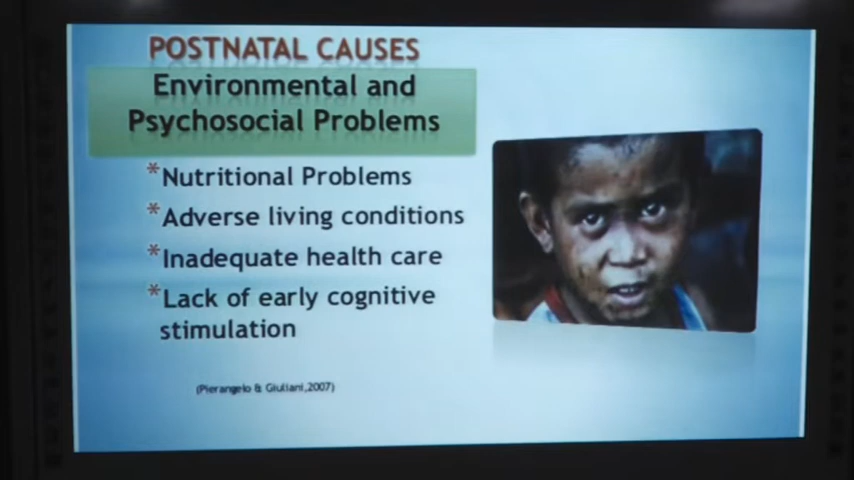 POSTNATAL CAUSES
Environmental and
Psychosocial Problems
*Nutritional Problems
*Adverse living conditions
*Inadequate health care
*Lack of early cognitive
stimulation
(Pierangelo & Giuliani,2007)